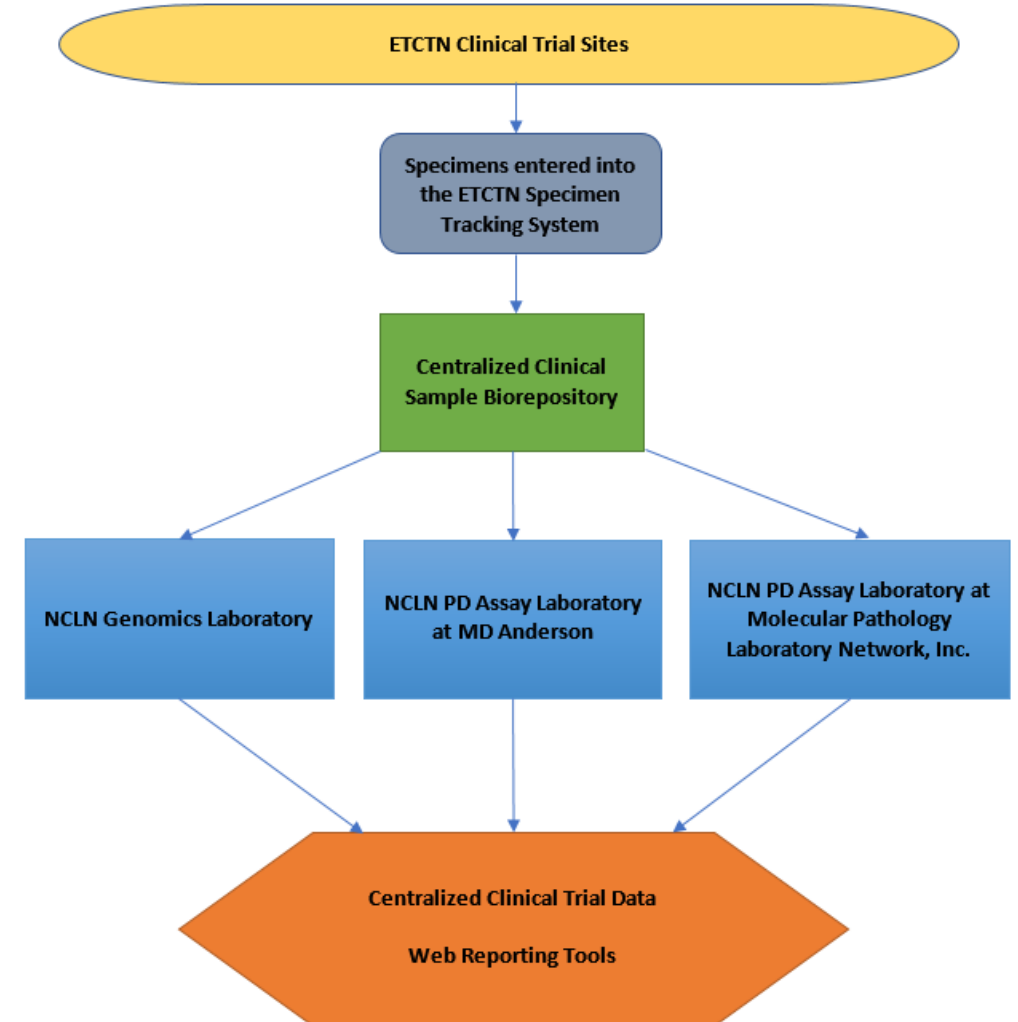 ETCTN Clinical Trial Sites
Specimens entered into
the ETCTN Specimen
Tracking System
Centralized Clinical
Sample Biorepository
NCLN Genomics Laboratory
NCLN PD Assay Laboratory
at MD Anderson
NCLN PD Assay Laboratory at
Molecular Pathology
Laboratory Network, Inc.
Centralized Clinical Trial Data
Web Reporting Tools